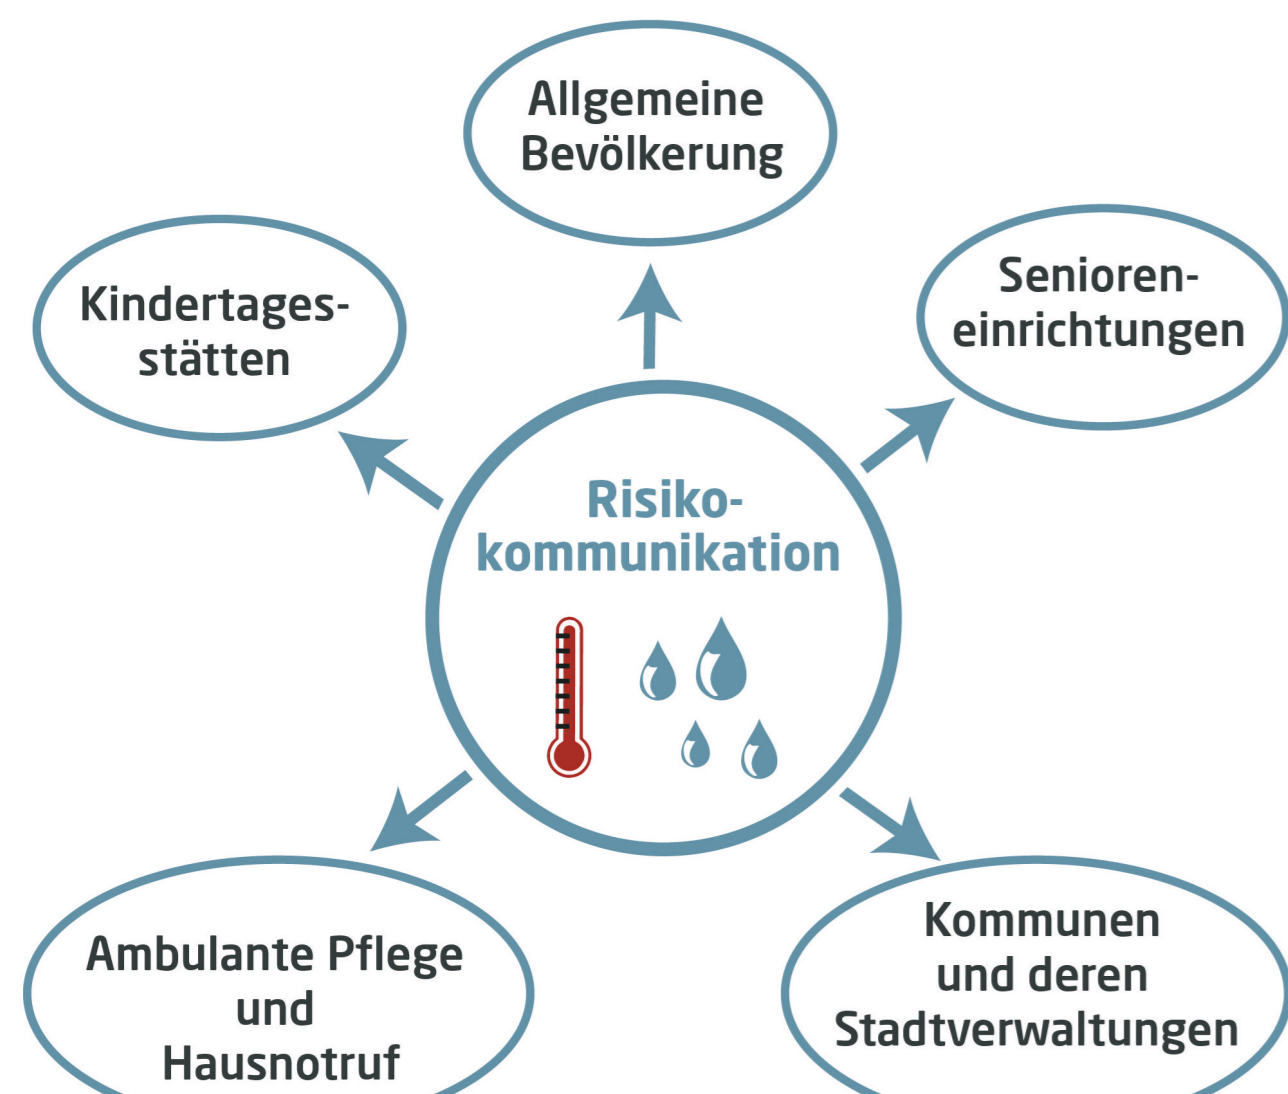 Allgemeine
Bevölkerung
Kindertages-
stätten
Senioren-
einrichtungen
Risiko-
kommunikation
Ambulante Pflege
und
Hausnotruf
Kommunen
und deren
Stadtverwaltungen